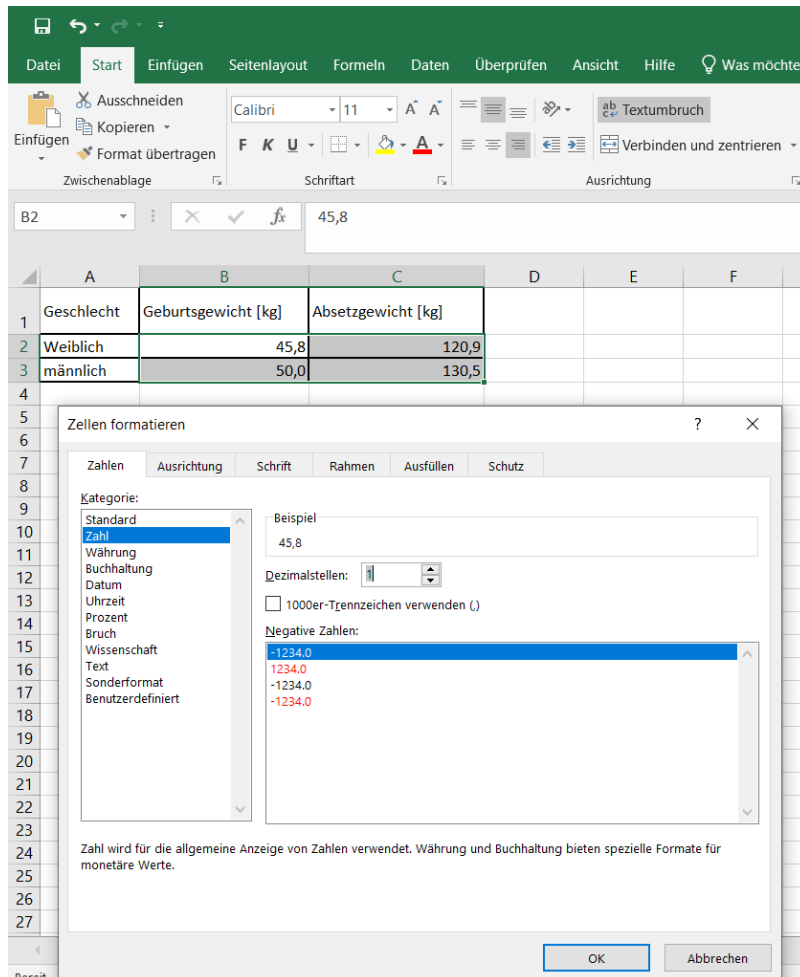 Datei Start Einfügen Seitenlayout Formeln Daten Überprüfen Ansicht Hilfe Was möchte
Ausschneiden
Kopieren
Format übertragen
Einfügen
Calibri 11
F K U A
ab Textumbruch
Verbinden und zentrieren
Zwischenablage Schriftart Ausrichtung
B2 fx 45,8
A B C D E F
1 Geschlecht Geburtsgewicht [kg] Absetzgewicht [kg]
2 Weiblich 45,8 120,9
3 männlich 50,0 130,5
4
5
6
7
8
9
10
11
12
13
14
15
16
17
18
19
20
21
22
23
24
25
26
27
Zellen formatieren ?
Zahlen Ausrichtung Schrift Rahmen Ausfüllen Schutz
Kategorie:
Standard
Zahl
Währung
Buchhaltung
Datum
Uhrzeit
Prozent
Bruch
Wissenschaft
Text
Sonderformat
Benutzerdefiniert
Beispiel
45,8
Dezimalstellen: 1
1000er-Trennzeichen verwenden (,)
Negative Zahlen:
-1234.0
1234.0
-1234.0
-1234.0
Zahl wird für die allgemeine Anzeige von Zahlen verwendet. Währung und Buchhaltung bieten spezielle Formate für
monetäre Werte.
OK Abbrechen